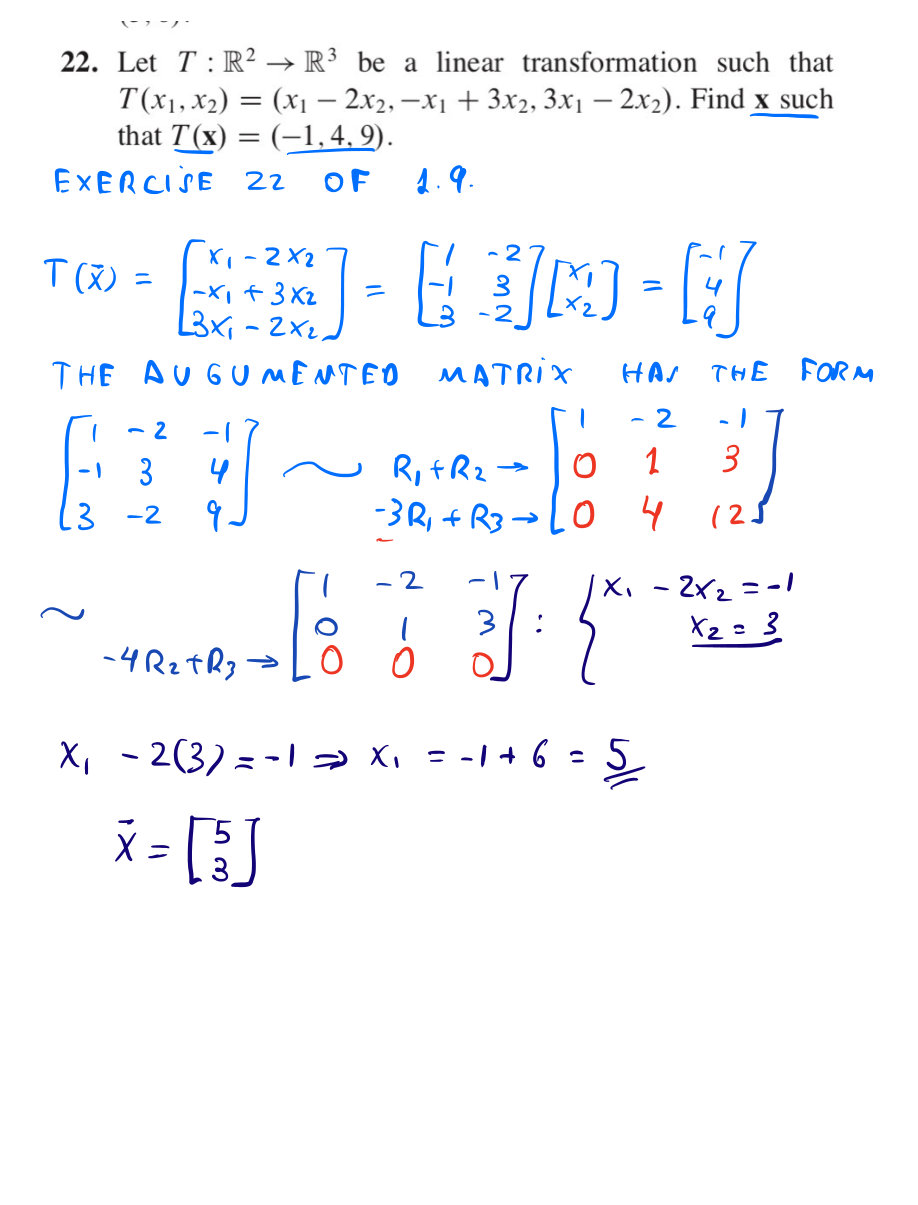 22. Let T : ℝ² → ℝ³ be a linear transformation such that
T(x₁, x₂) = (x₁ − 2x₂, −x₁ + 3x₂, 3x₁ − 2x₂). Find x such
that T(x) = (−1, 4, 9).
EXERCISE 22 OF 1.9.
T(x̄) = [x₁ - 2x₂; -x₁ + 3x₂; 3x₁ - 2x₂] = [1 -2; -1 3; 3 -2][x₁; x₂] = [-1; 4; 9]
THE AUGUMENTED MATRIX HAS THE FORM
[1 -2 -1; -1 3 4; 3 -2 9] ~ R₁+R₂ → -3R₁+R₃ → [1 -2 -1; 0 1 3; 0 4 12]
~ -4R₂+R₃ → [1 -2 -1; 0 1 3; 0 0 0] : { x₁ - 2x₂ = -1; x₂ = 3
x₁ - 2(3) = -1 ⇒ x₁ = -1 + 6 = 5
x̄ = [5; 3]